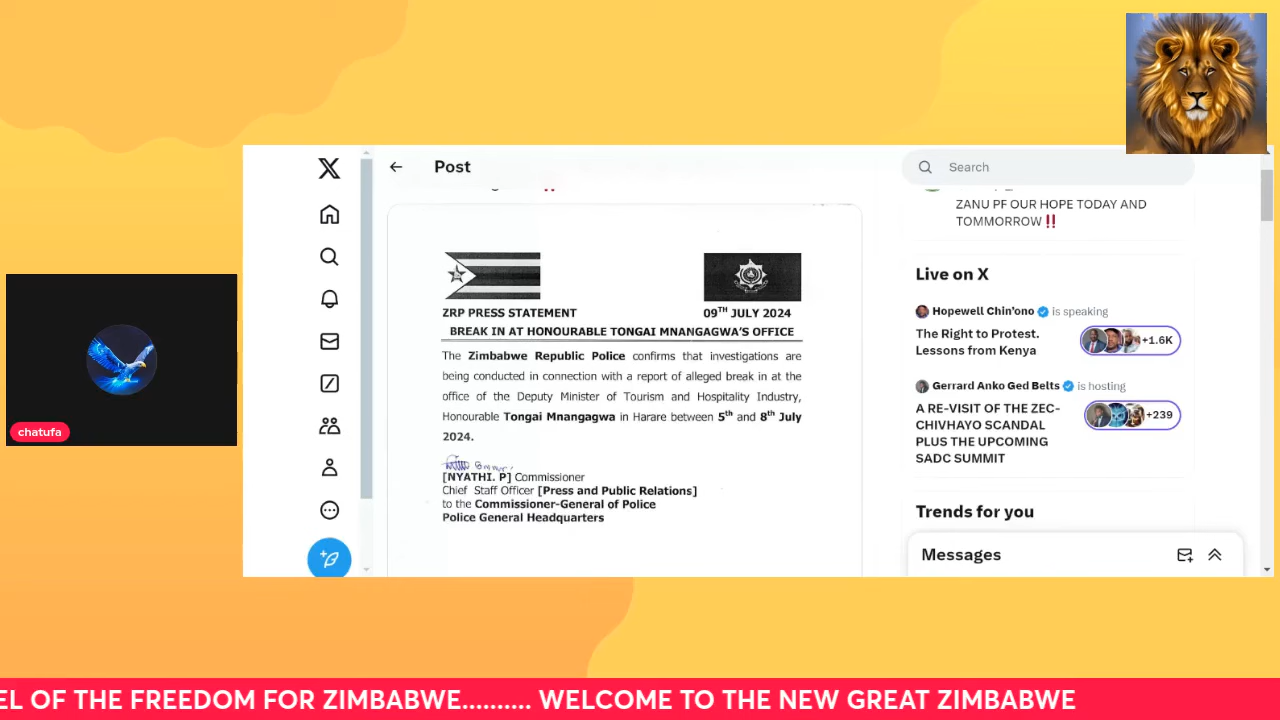 Post
Search
ZANU PF OUR HOPE TODAY AND
TOMMORROW ‼
ZRP PRESS STATEMENT
09TH JULY 2024
BREAK IN AT HONOURABLE TONGAI MNANGAGWA'S OFFICE
The Zimbabwe Republic Police confirms that investigations are
being conducted in connection with a report of alleged break in at the
office of the Deputy Minister of Tourism and Hospitality Industry,
Honourable Tongai Mnangagwa in Harare between 5th and 8th July
2024.
[NYATHI. P] Commissioner
Chief Staff Officer [Press and Public Relations]
to the Commissioner-General of Police
Police General Headquarters
Live on X
Hopewell Chin'ono is speaking
The Right to Protest.
Lessons from Kenya
+1.6K
Gerrard Anko Ged Belts is hosting
A RE-VISIT OF THE ZEC-
CHIVHAYO SCANDAL
PLUS THE UPCOMING
SADC SUMMIT
+239
Trends for you
Messages
chatufa
EL OF THE FREEDOM FOR ZIMBABWE.......... WELCOME TO THE NEW GREAT ZIMBABWE